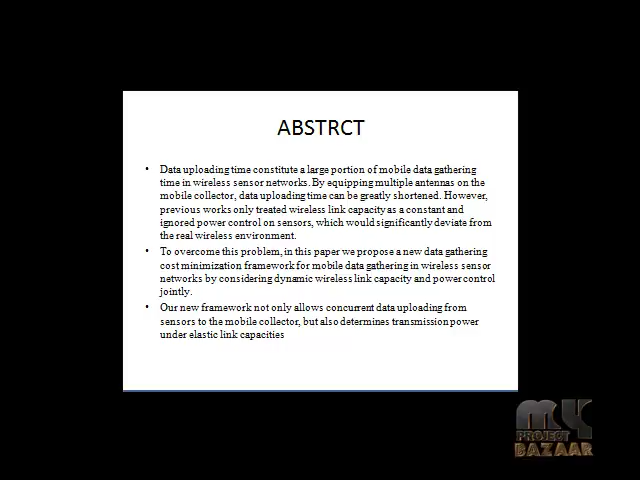 ABSTRCT
• Data uploading time constitute a large portion of mobile data gathering
time in wireless sensor networks. By equipping multiple antennas on the
mobile collector, data uploading time can be greatly shortened. However,
previous works only treated wireless link capacity as a constant and
ignored power control on sensors, which would significantly deviate from
the real wireless environment.
• To overcome this problem, in this paper we propose a new data gathering
cost minimization framework for mobile data gathering in wireless sensor
networks by considering dynamic wireless link capacity and power control
jointly.
• Our new framework not only allows concurrent data uploading from
sensors to the mobile collector, but also determines transmission power
under elastic link capacities
MY
PROJECT
BAZAAR